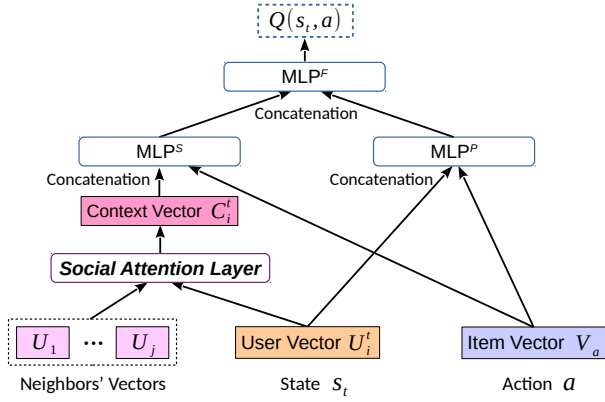 Q(s_t, a)
MLP^F
Concatenation
MLP^S
MLP^P
Concatenation
Concatenation
Context Vector C_i^t
Social Attention Layer
U_1 ... U_j
User Vector U_i^t
Item Vector V_a
Neighbors' Vectors
State s_t
Action a